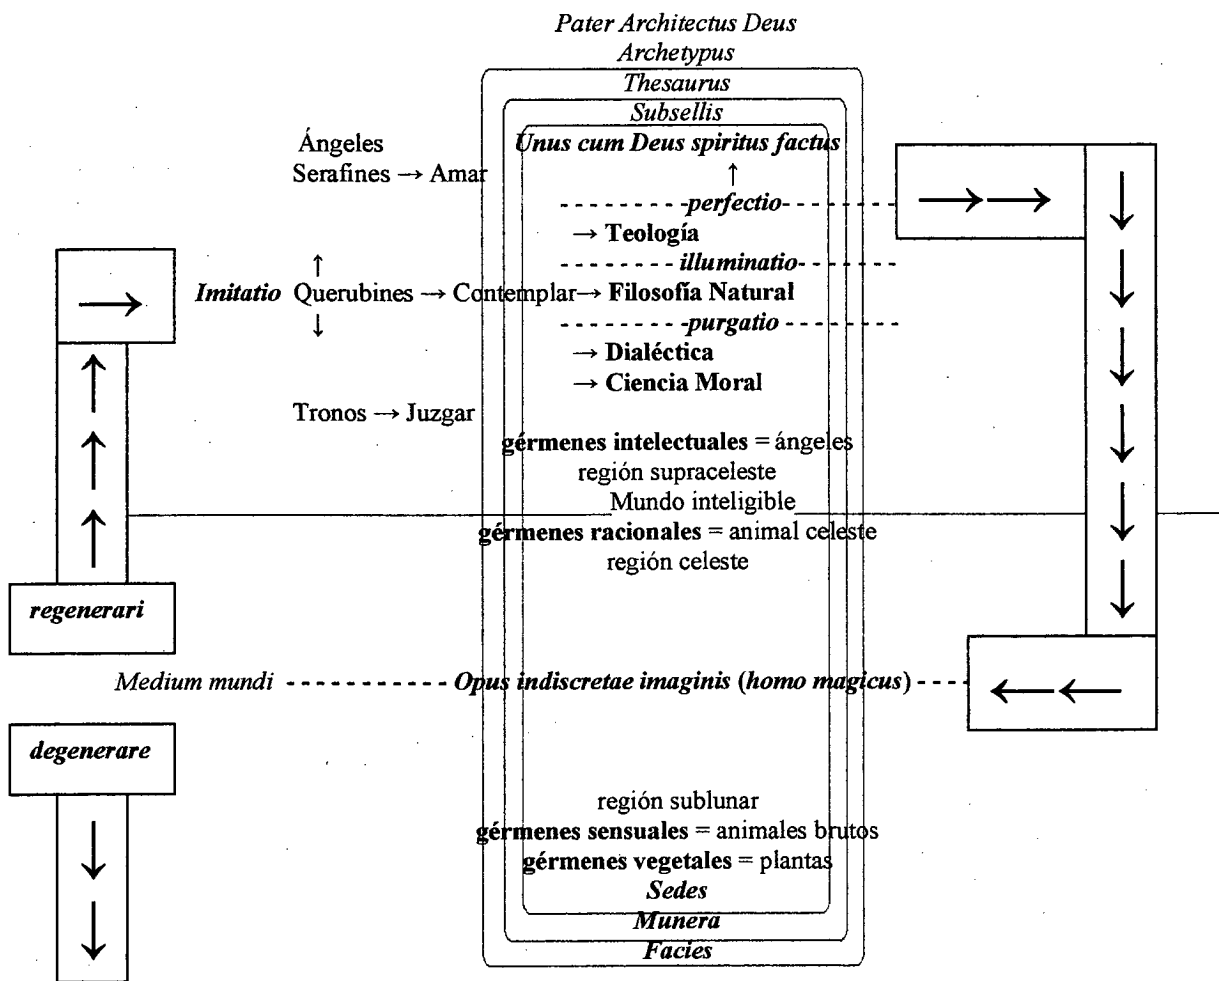 Pater Architectus Deus
Archetypus
Thesaurus
Subsellis
Unus cum Deus spiritus factus
↑
Ángeles
Serafines → Amar
- - - - - - - - -perfectio- - - - - - - -
→ Teología
- - - - - - - - -illuminatio- - - - - - -
↑
Imitatio Querubines → Contemplar → Filosofía Natural
↓
- - - - - - - - -purgatio - - - - - - - -
→ Dialéctica
→ Ciencia Moral
Tronos → Juzgar
gérmenes intelectuales = ángeles
región supraceleste
Mundo inteligible
gérmenes racionales = animal celeste
región celeste
regenerari
Medium mundi - - - - - - - - - - - - Opus indiscretae imaginis (homo magicus) - - - -
degenerare
región sublunar
gérmenes sensuales = animales brutos
gérmenes vegetales = plantas
Sedes
Munera
Facies